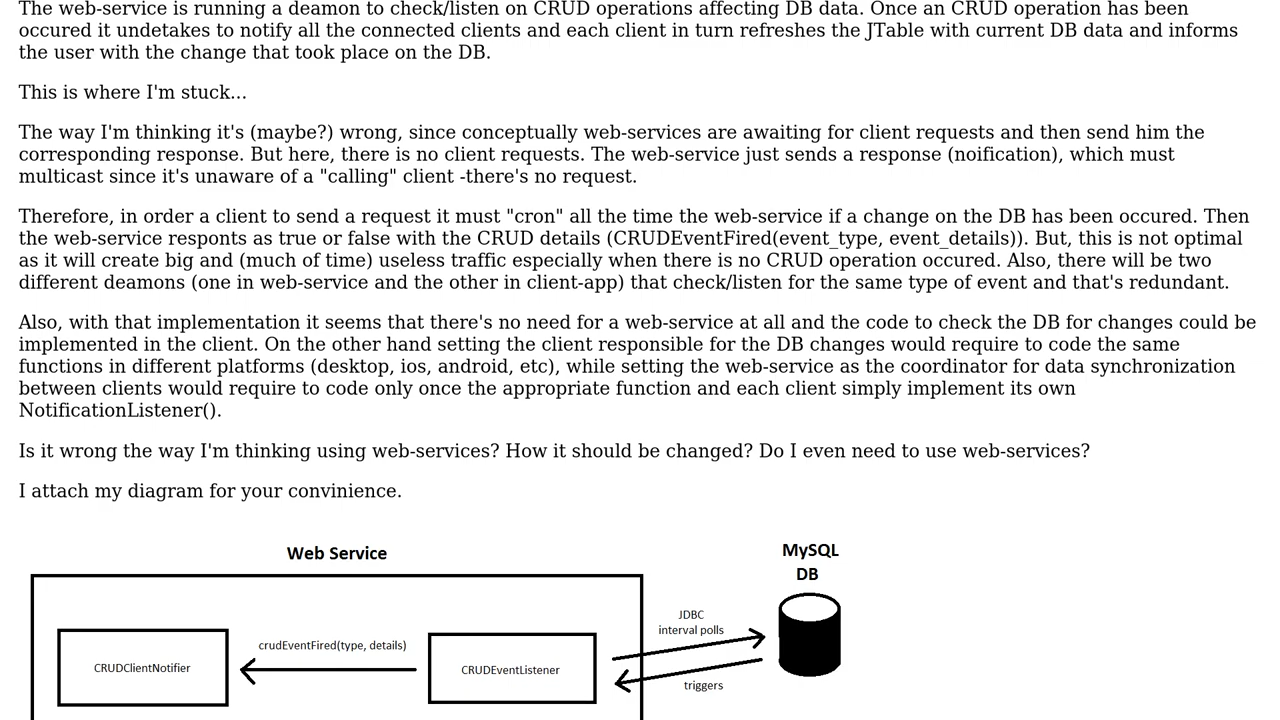 The web-service is running a deamon to check/listen on CRUD operations affecting DB data. Once an CRUD operation has been
occured it undetakes to notify all the connected clients and each client in turn refreshes the JTable with current DB data and informs
the user with the change that took place on the DB.
This is where I'm stuck...
The way I'm thinking it's (maybe?) wrong, since conceptually web-services are awaiting for client requests and then send him the
corresponding response. But here, there is no client requests. The web-service just sends a response (noification), which must
multicast since it's unaware of a "calling" client -there's no request.
Therefore, in order a client to send a request it must "cron" all the time the web-service if a change on the DB has been occured. Then
the web-service responts as true or false with the CRUD details (CRUDEventFired(event_type, event_details)). But, this is not optimal
as it will create big and (much of time) useless traffic especially when there is no CRUD operation occured. Also, there will be two
different deamons (one in web-service and the other in client-app) that check/listen for the same type of event and that's redundant.
Also, with that implementation it seems that there's no need for a web-service at all and the code to check the DB for changes could be
implemented in the client. On the other hand setting the client responsible for the DB changes would require to code the same
functions in different platforms (desktop, ios, android, etc), while setting the web-service as the coordinator for data synchronization
between clients would require to code only once the appropriate function and each client simply implement its own
NotificationListener().
Is it wrong the way I'm thinking using web-services? How it should be changed? Do I even need to use web-services?
I attach my diagram for your convinience.
Web Service
MySQL
DB
JDBC
interval polls
crudEventFired(type, details)
CRUDClientNotifier
CRUDEventListener
triggers